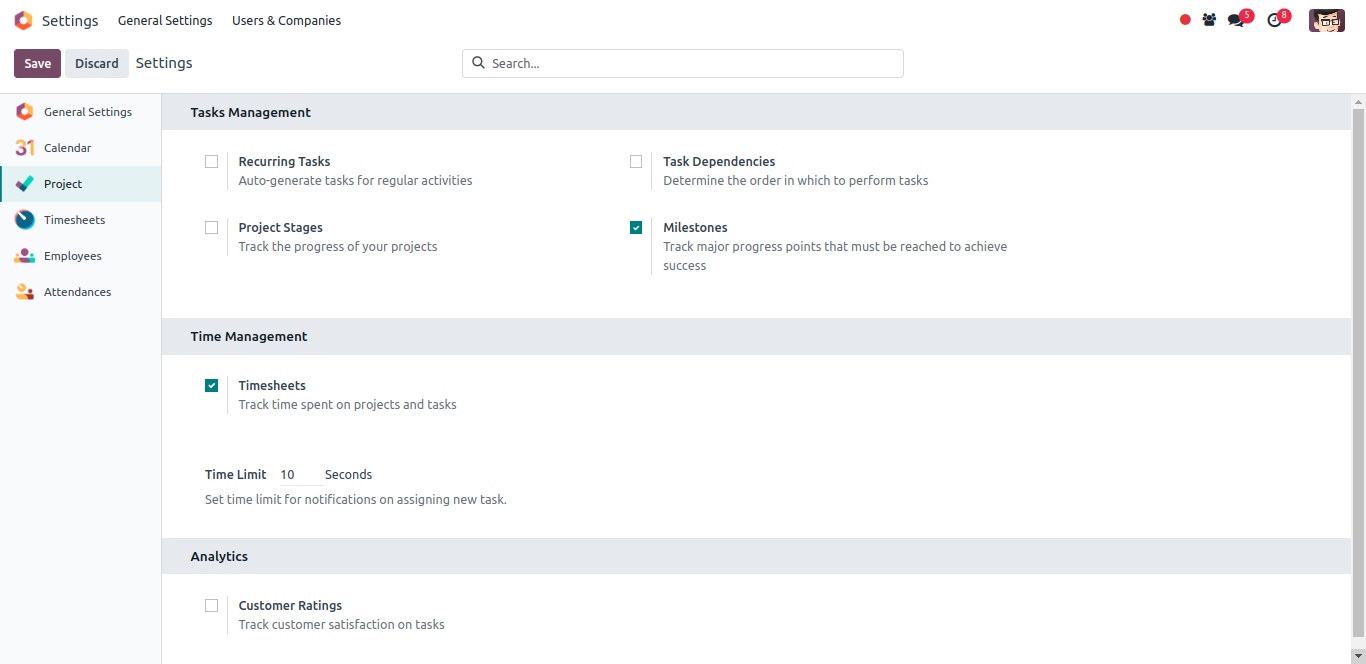 Settings General Settings Users & Companies 5 8
Save Discard Settings Search...
General Settings
31 Calendar
Project
Timesheets
Employees
Attendances
Tasks Management
Recurring Tasks
Auto-generate tasks for regular activities
Task Dependencies
Determine the order in which to perform tasks
Project Stages
Track the progress of your projects
Milestones
Track major progress points that must be reached to achieve
success
Time Management
Timesheets
Track time spent on projects and tasks
Time Limit 10 Seconds
Set time limit for notifications on assigning new task.
Analytics
Customer Ratings
Track customer satisfaction on tasks